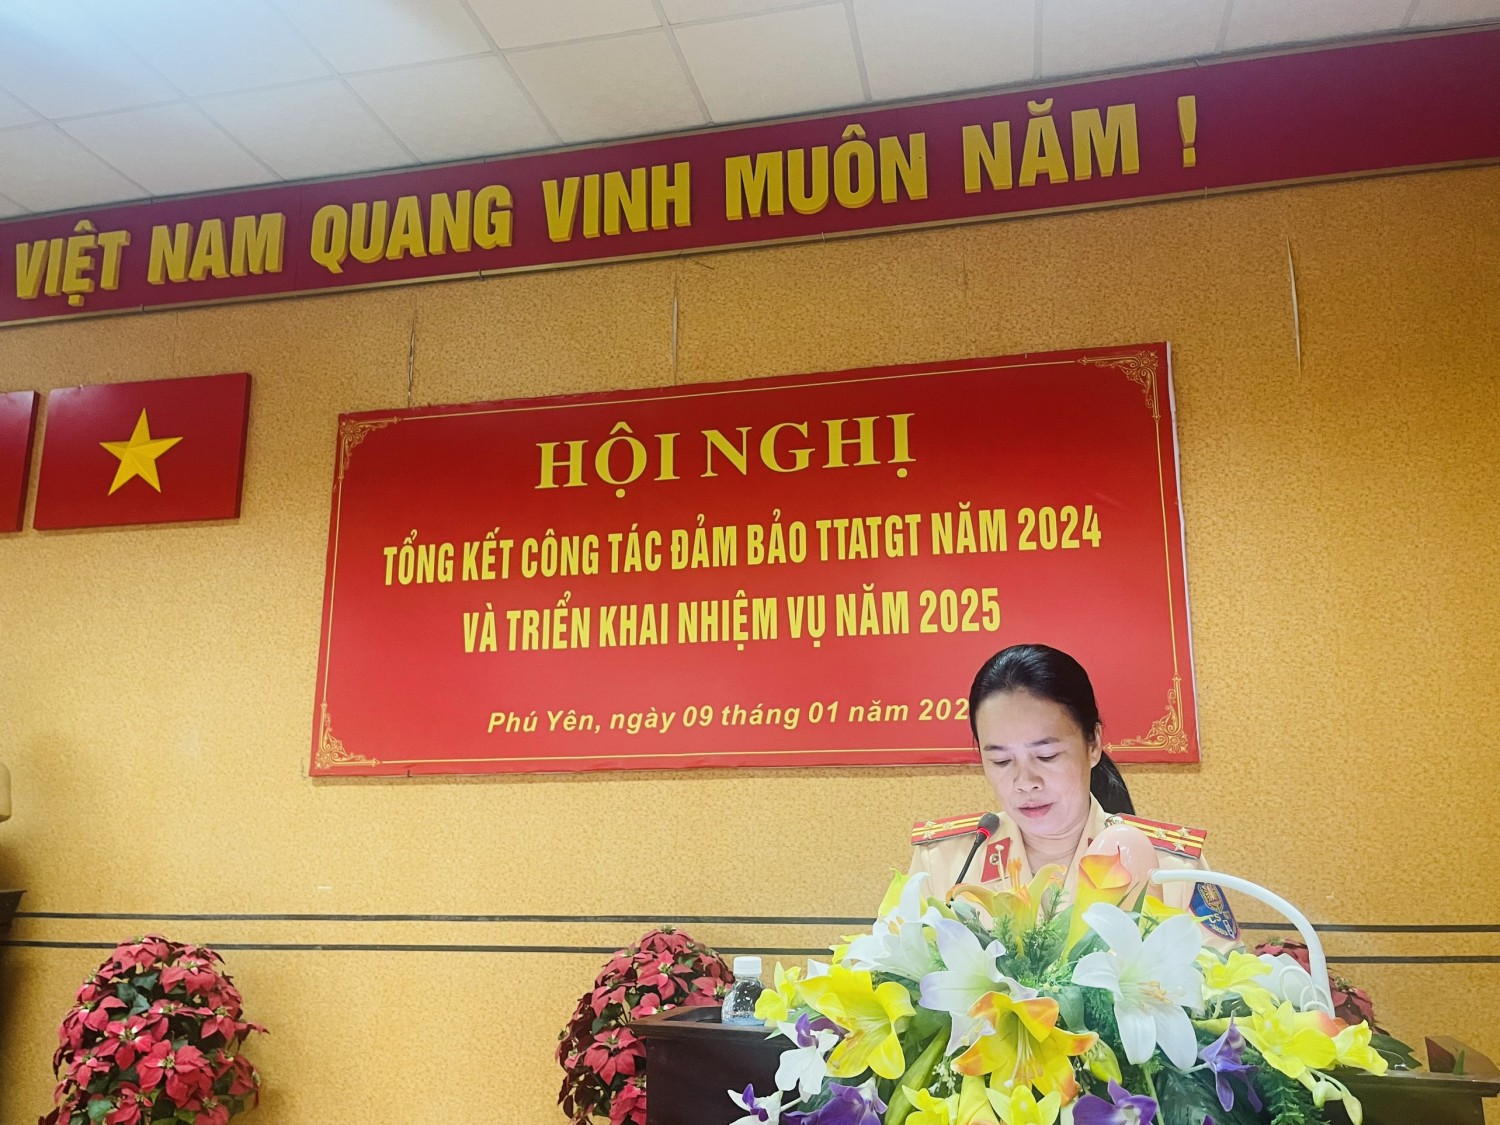 VIỆT NAM QUANG VINH MUÔN NĂM !
HỘI NGHỊ
TỔNG KẾT CÔNG TÁC ĐẢM BẢO TTATGT NĂM 2024
VÀ TRIỂN KHAI NHIỆM VỤ NĂM 2025
Phú Yên, ngày 09 tháng 01 năm 202